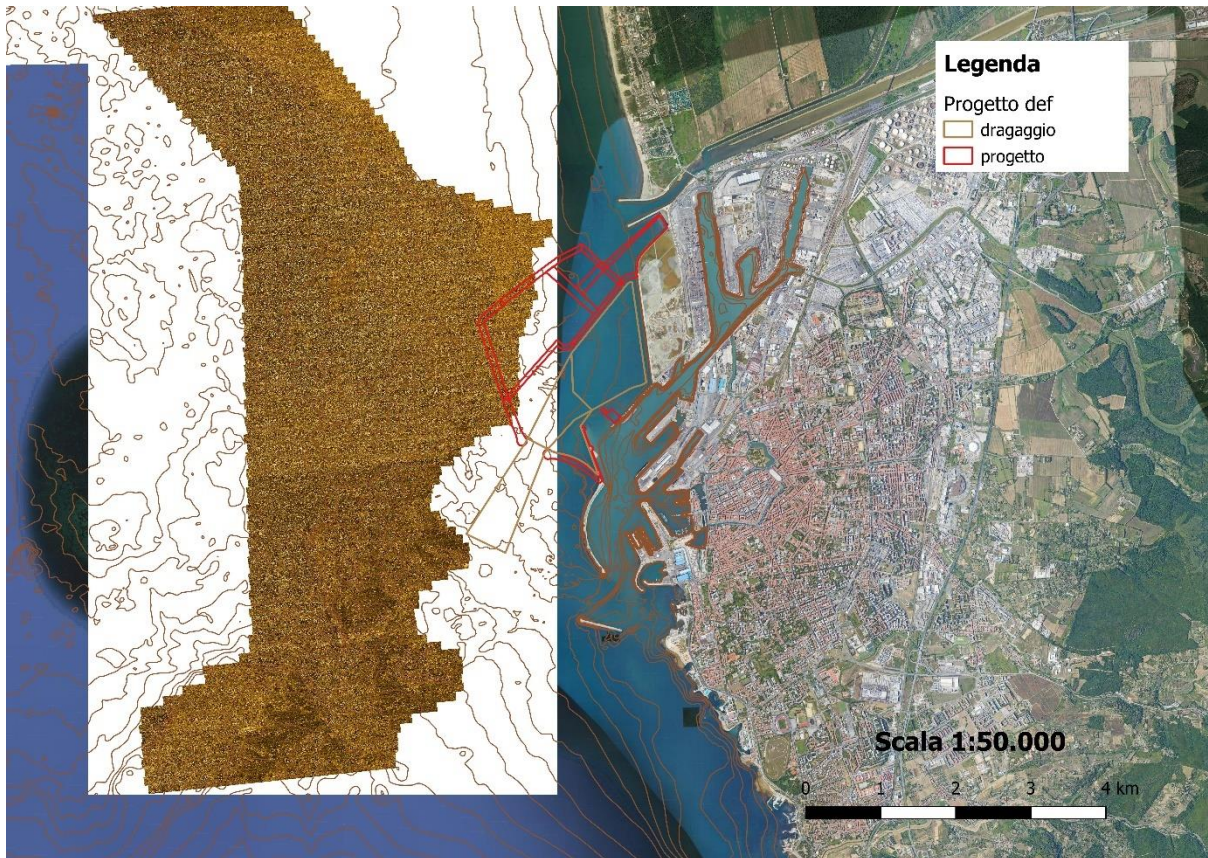 Legenda
Progetto def
dragaggio
progetto
Scala 1:50.000
0 1 2 3 4 km